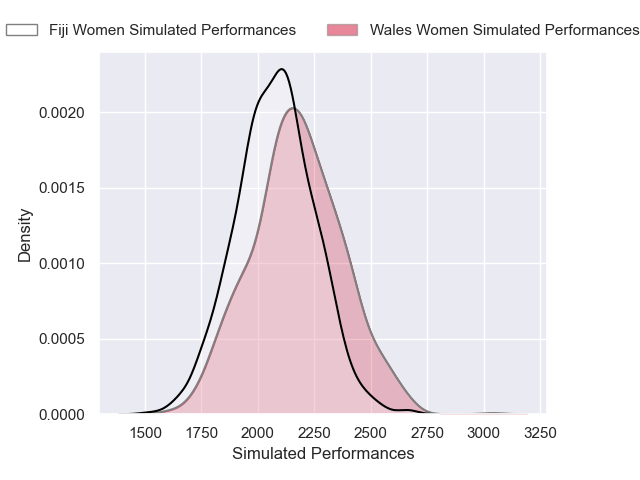 Fiji Women Simulated Performances
Wales Women Simulated Performances
0.0020
0.0015
0.0010
0.0005
0.0000
Density
1500 1750 2000 2250 2500 2750 3000 3250
Simulated Performances